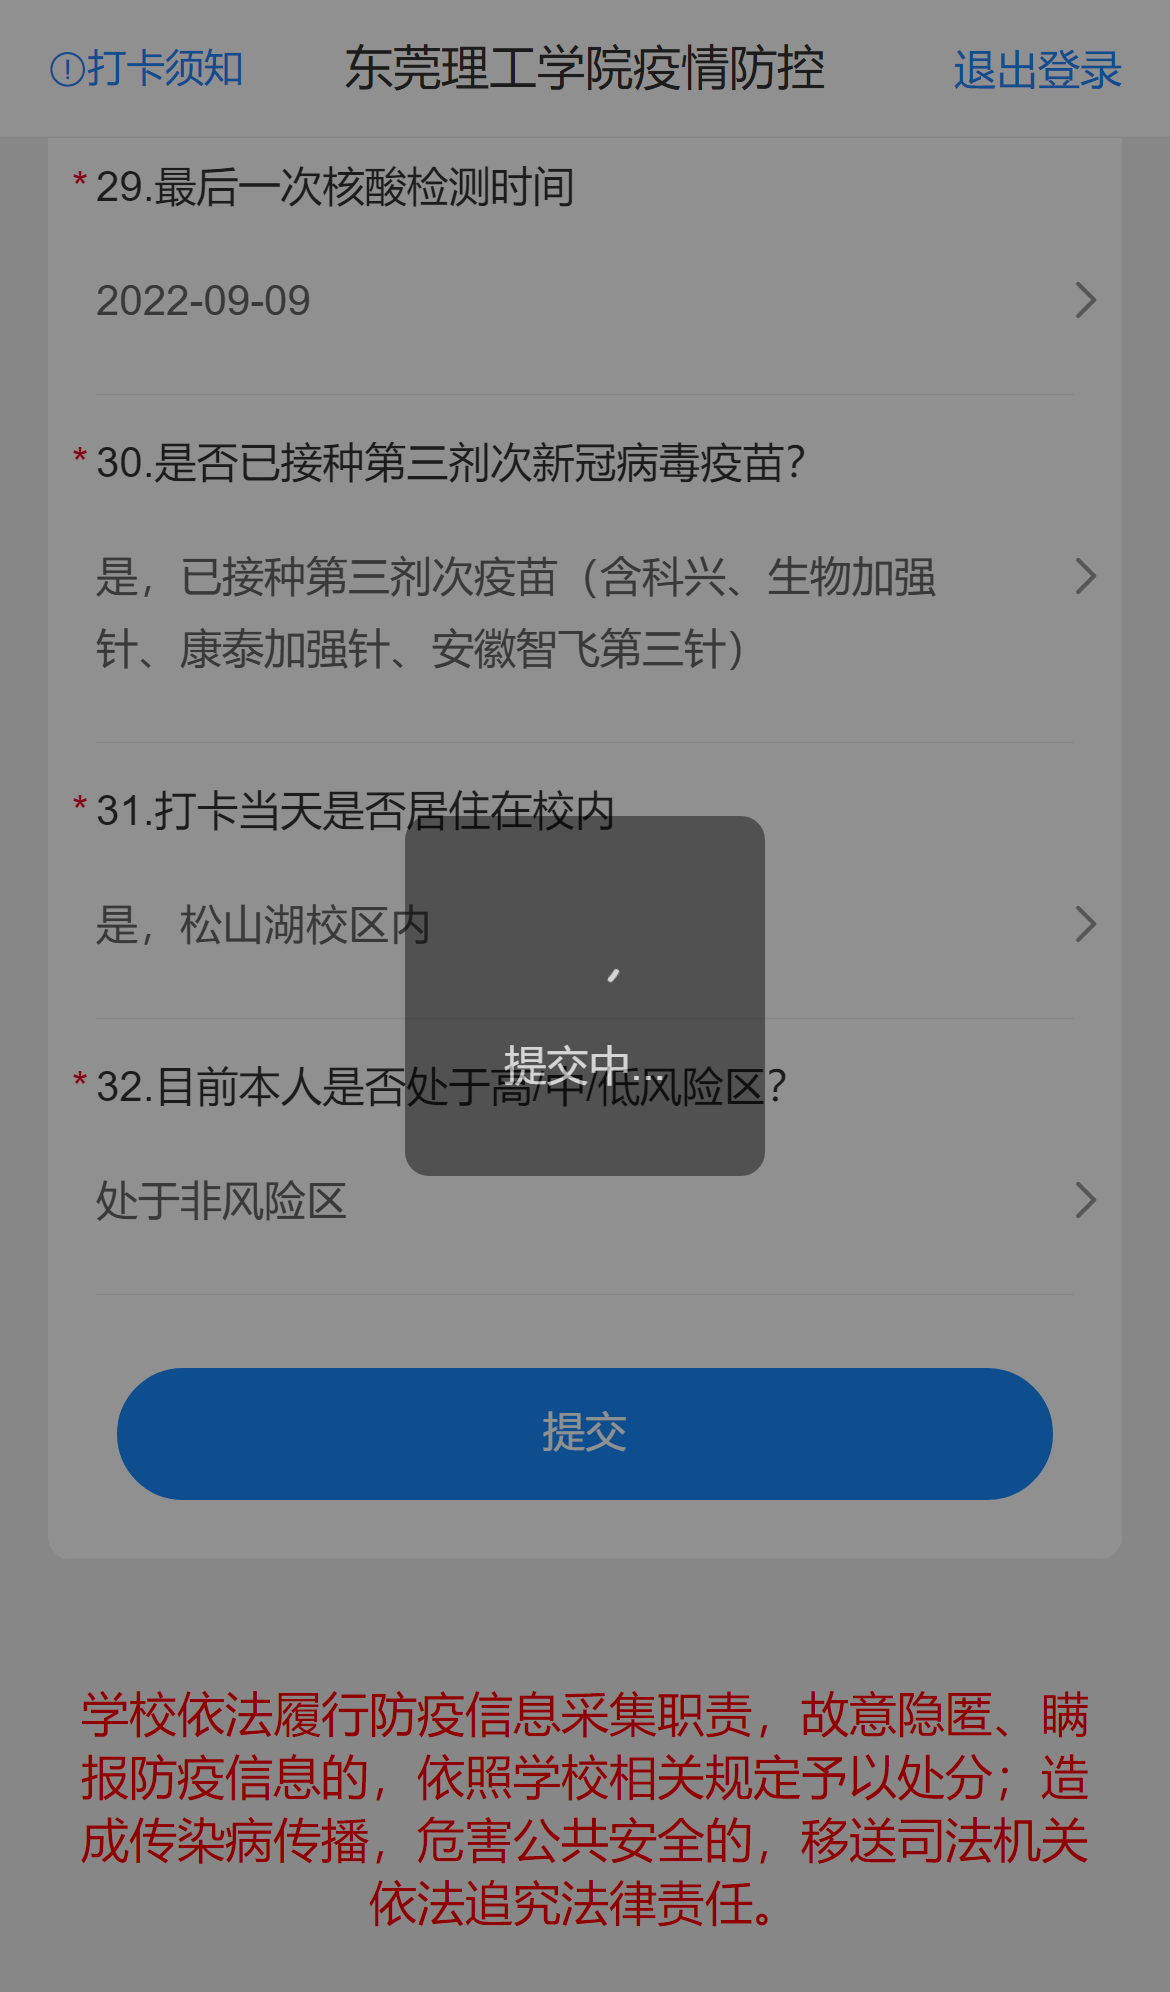 打卡须知 东莞理工学院疫情防控 退出登录
* 29.最后一次核酸检测时间
2022-09-09
* 30.是否已接种第三剂次新冠病毒疫苗？
是，已接种第三剂次疫苗（含科兴、生物加强
针、康泰加强针、安徽智飞第三针）
* 31.打卡当天是否居住在校内
是，松山湖校区内
提交中...
* 32.目前本人是否处于高/中/低风险区？
处于非风险区
提交
学校依法履行防疫信息采集职责，故意隐匿、瞒
报防疫信息的，依照学校相关规定予以处分；造
成传染病传播，危害公共安全的，移送司法机关
依法追究法律责任。